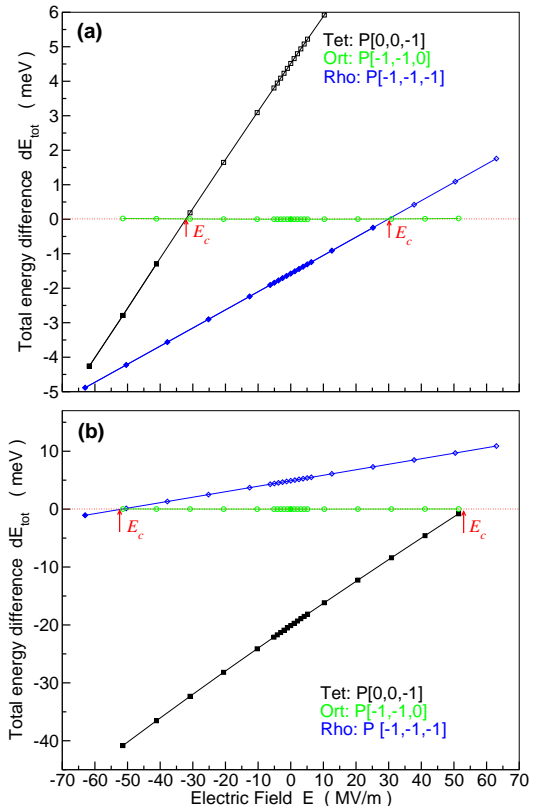 (a)
Tet: P[0,0,-1]
Ort: P[-1,-1,0]
Rho: P[-1,-1,-1]
Total energy difference dE_tot ( meV )
6
5
4
3
2
1
0
-1
-2
-3
-4
-5
E_c
E_c
(b)
Tet: P[0,0,-1]
Ort: P[-1,-1,0]
Rho: P [-1,-1,-1]
Total energy difference dE_tot ( meV )
10
0
-10
-20
-30
-40
E_c
E_c
-70 -60 -50 -40 -30 -20 -10 0 10 20 30 40 50 60 70
Electric Field E ( MV/m )